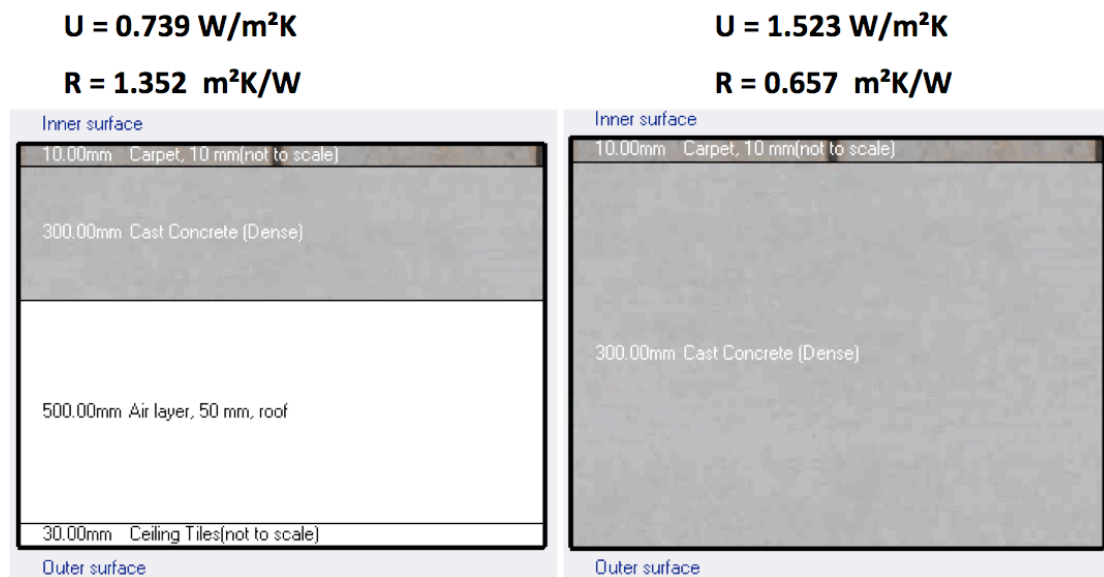 U = 0.739 W/m²K
R = 1.352 m²K/W
Inner surface
10.00mm Carpet, 10 mm(not to scale)
300.00mm Cast Concrete (Dense)
500.00mm Air layer, 50 mm, roof
30.00mm Ceiling Tiles(not to scale)
Outer surface
U = 1.523 W/m²K
R = 0.657 m²K/W
Inner surface
10.00mm Carpet, 10 mm(not to scale)
300.00mm Cast Concrete (Dense)
Outer surface